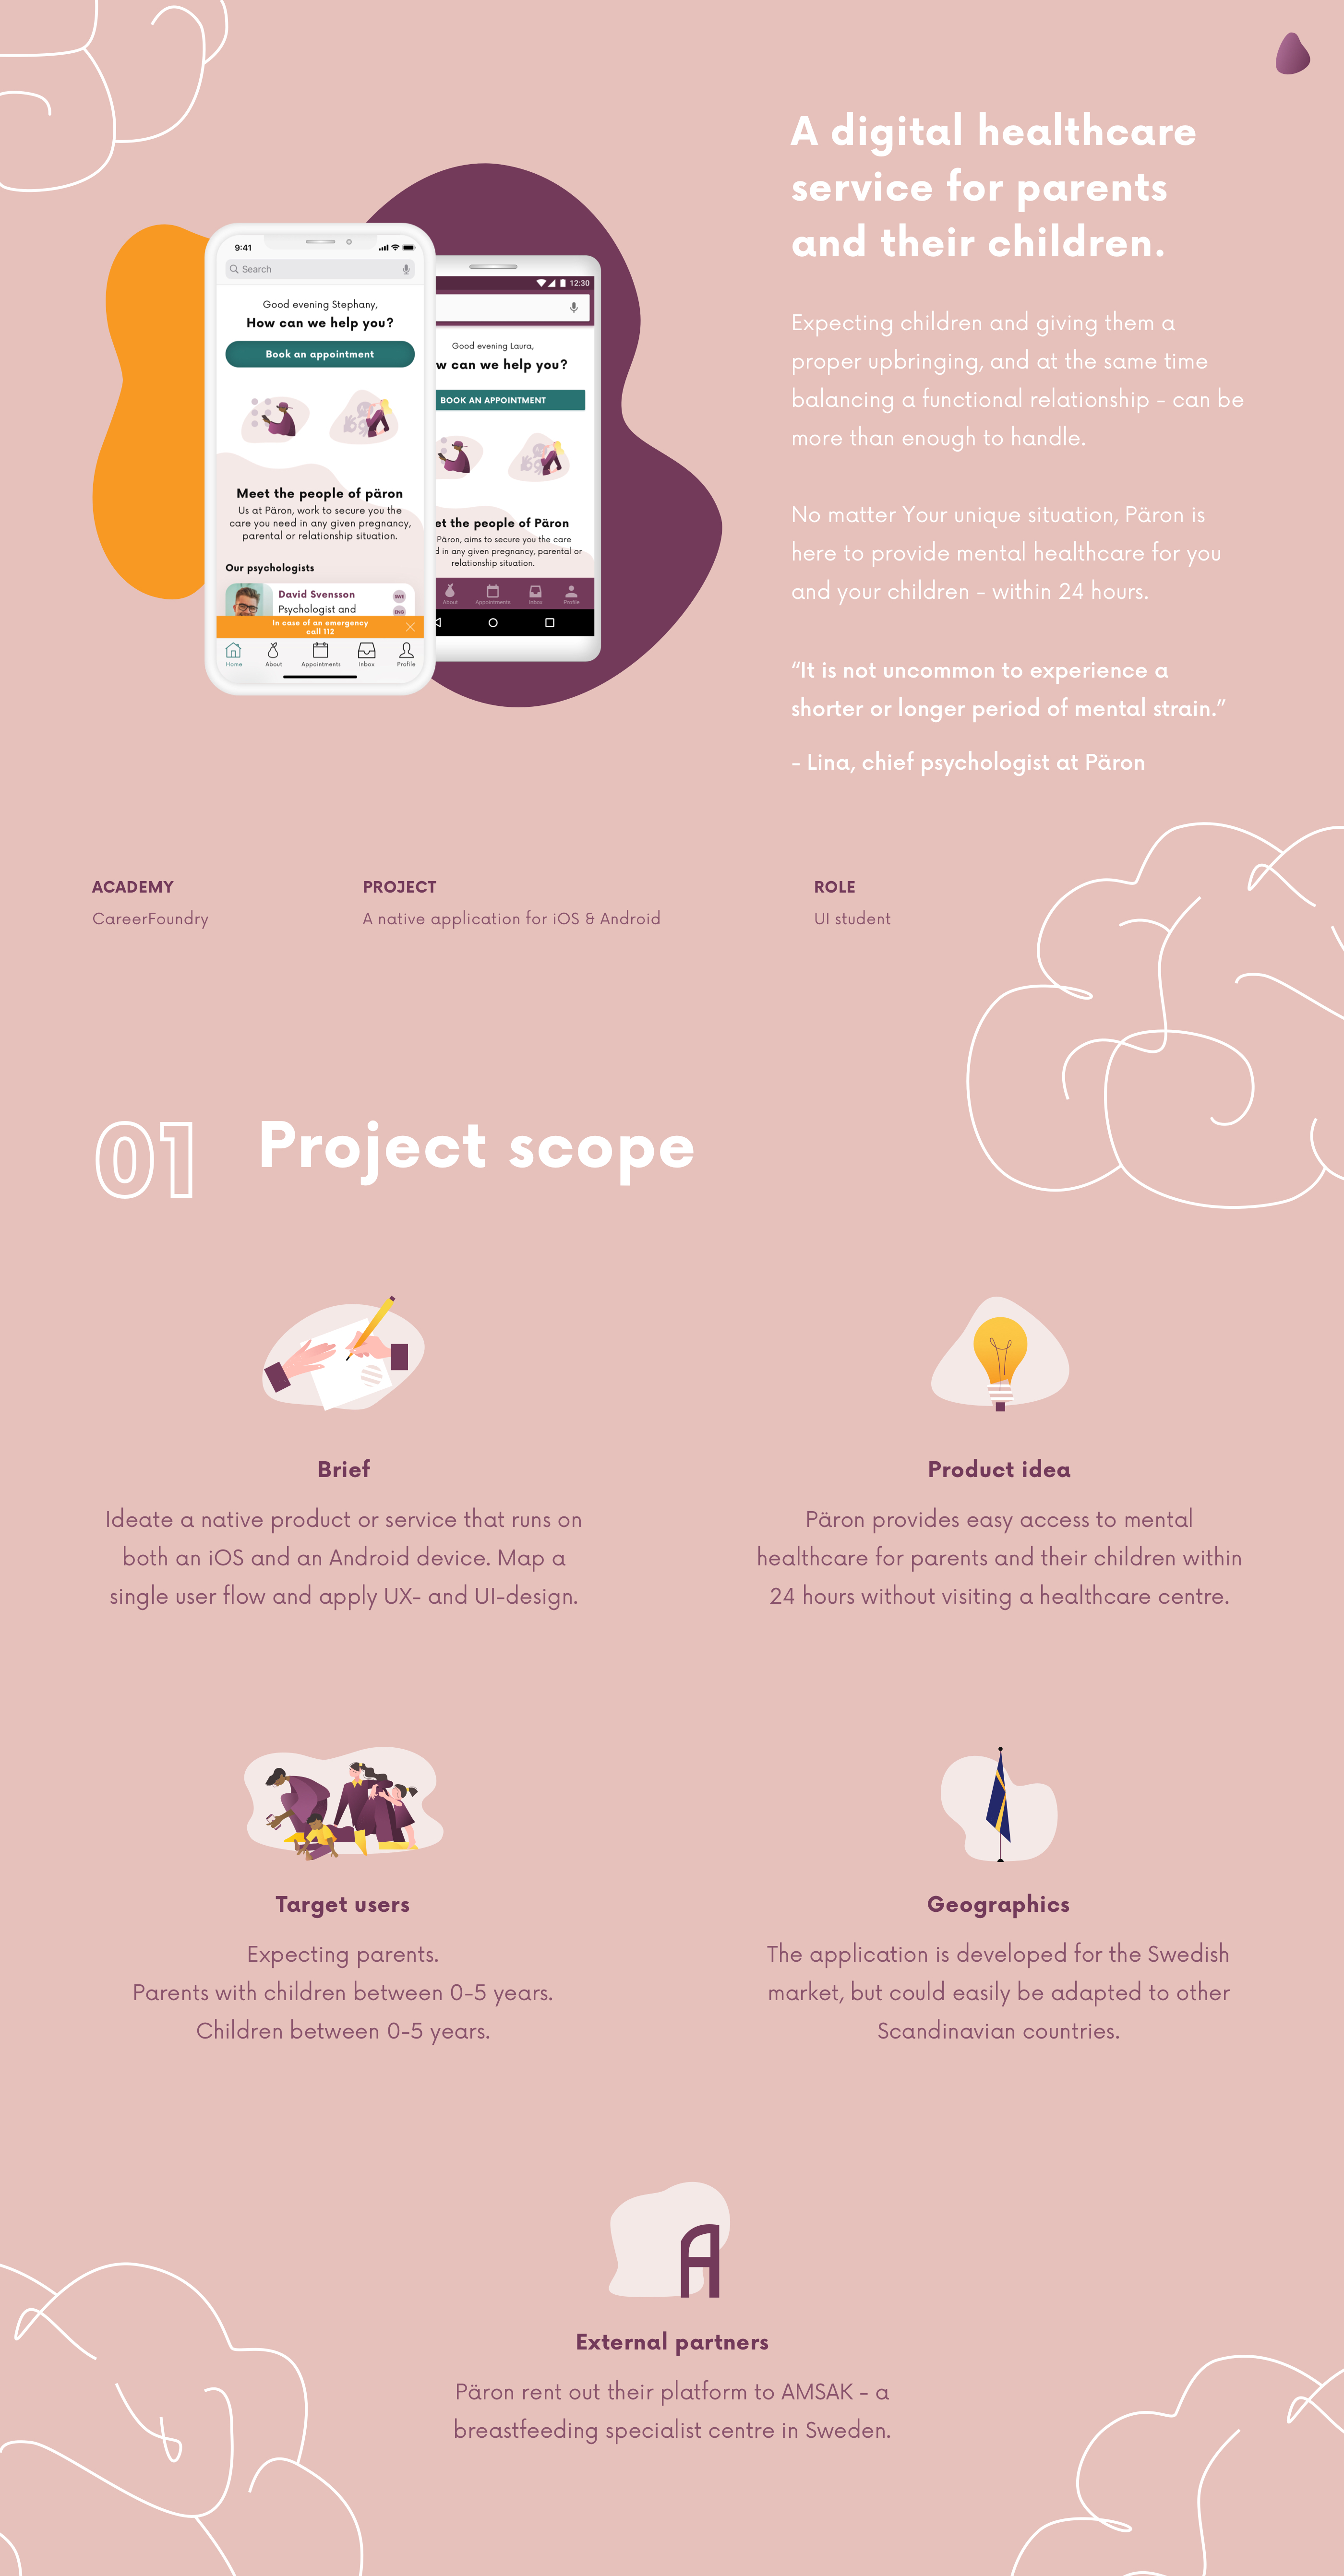 A digital healthcare
service for parents
and their children.
Expecting children and giving them a
proper upbringing, and at the same time
balancing a functional relationship - can be
more than enough to handle.
No matter Your unique situation, Päron is
here to provide mental healthcare for you
and your children - within 24 hours.
“It is not uncommon to experience a
shorter or longer period of mental strain.”
- Lina, chief psychologist at Päron
9:41
Search
Good evening Stephany,
How can we help you?
Book an appointment
Meet the people of päron
Us at Päron, work to secure you the
care you need in any given pregnancy,
parental or relationship situation.
Our psychologists
David Svensson
SWE
Psychologist and
ENG
In case of an emergency
call 112
Home
About
Appointments
Inbox
Profile
12:30
Good evening Laura,
w can we help you?
BOOK AN APPOINTMENT
et the people of Päron
Päron, aims to secure you the care
d in any given pregnancy, parental or
relationship situation.
About
Appointments
Inbox
Profile
ACADEMY
CareerFoundry
PROJECT
A native application for iOS & Android
ROLE
UI student
01 Project scope
Brief
Ideate a native product or service that runs on
both an iOS and an Android device. Map a
single user flow and apply UX- and UI-design.
Product idea
Päron provides easy access to mental
healthcare for parents and their children within
24 hours without visiting a healthcare centre.
Target users
Expecting parents.
Parents with children between 0-5 years.
Children between 0-5 years.
Geographics
The application is developed for the Swedish
market, but could easily be adapted to other
Scandinavian countries.
A
External partners
Päron rent out their platform to AMSAK - a
breastfeeding specialist centre in Sweden.